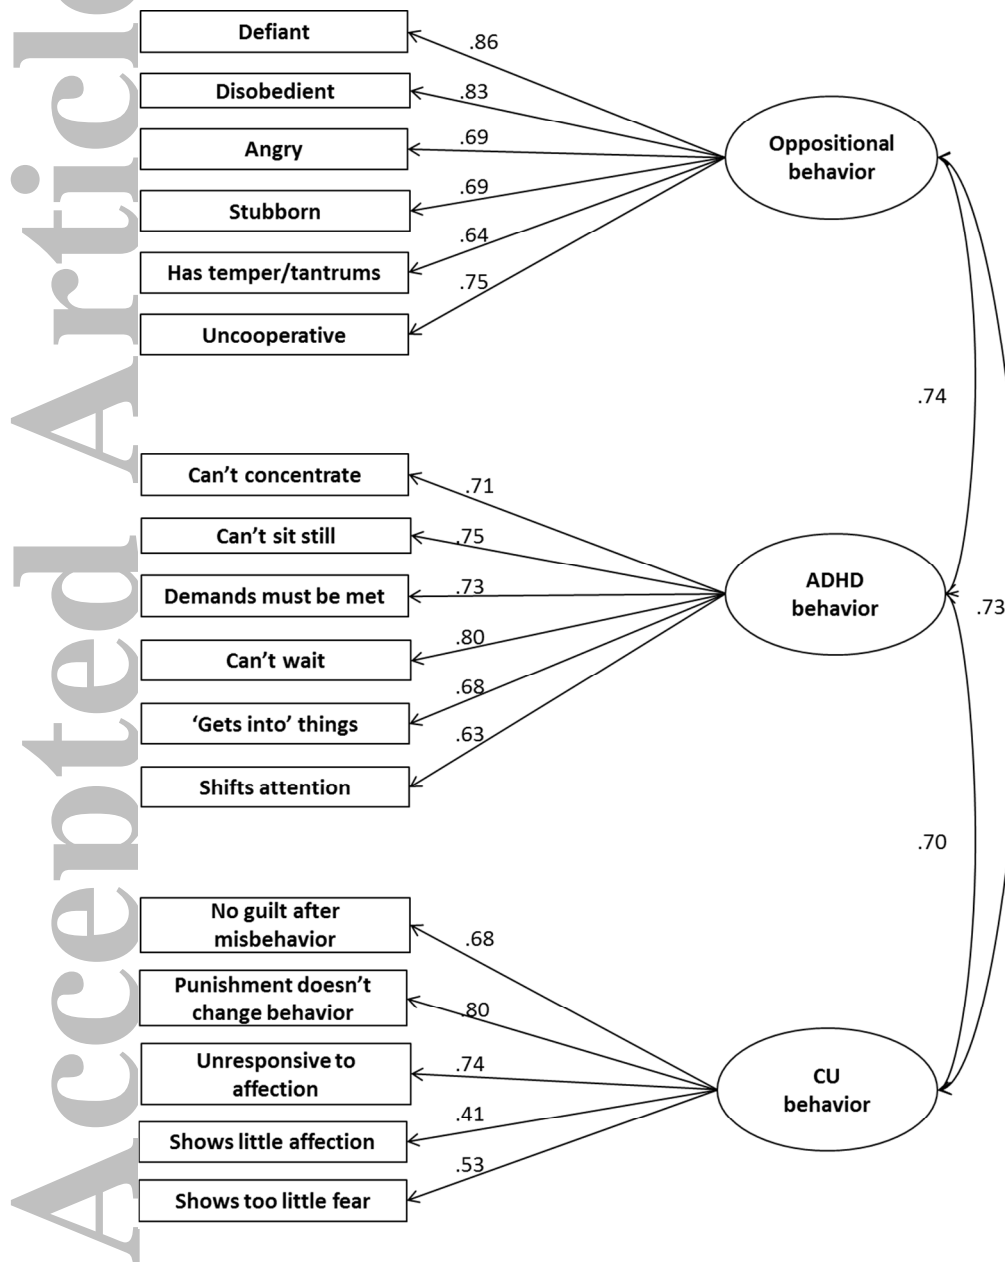 Accepted Article
Defiant
.86
Disobedient
.83
Angry
.69
Stubborn
.69
Has temper/tantrums
.64
Uncooperative
.75
Oppositional
behavior
.74
Can't concentrate
.71
Can't sit still
.75
Demands must be met
.73
Can't wait
.80
'Gets into' things
.68
Shifts attention
.63
ADHD
behavior
.73
.70
No guilt after
misbehavior
.68
Punishment doesn't
change behavior
.80
Unresponsive to
affection
.74
Shows little affection
.41
Shows too little fear
.53
CU
behavior